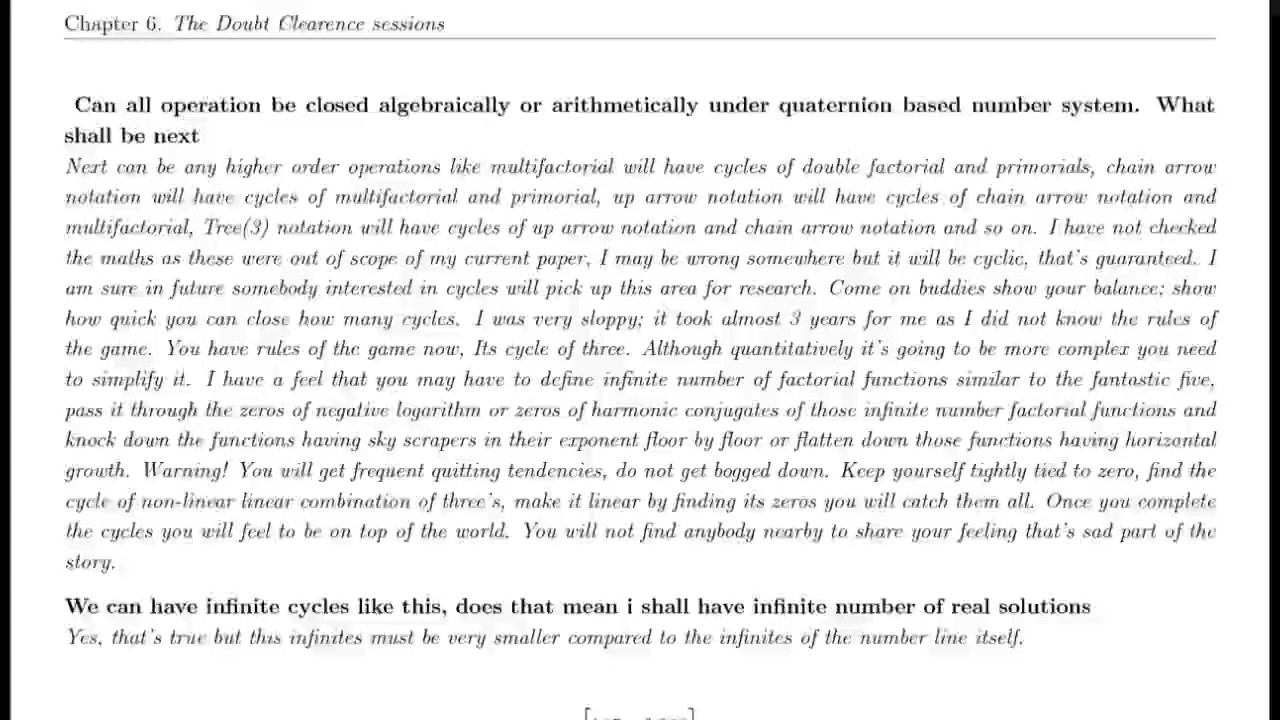 Chapter 6. The Doubt Clearence sessions
Can all operation be closed algebraically or arithmetically under quaternion based number system. What
shall be next
Next can be any higher order operations like multifactorial will have cycles of double factorial and primorials, chain arrow
notation will have cycles of multifactorial and primorial, up arrow notation will have cycles of chain arrow notation and
multifactorial, Tree(3) notation will have cycles of up arrow notation and chain arrow notation and so on. I have not checked
the maths as these were out of scope of my current paper, I may be wrong somewhere but it will be cyclic, that's guaranteed. I
am sure in future somebody interested in cycles will pick up this area for research. Come on buddies show your balance; show
how quick you can close how many cycles. I was very sloppy; it took almost 3 years for me as I did not know the rules of
the game. You have rules of the game now, Its cycle of three. Although quantitatively it's going to be more complex you need
to simplify it. I have a feel that you may have to define infinite number of factorial functions similar to the fantastic five,
pass it through the zeros of negative logarithm or zeros of harmonic conjugates of those infinite number factorial functions and
knock down the functions having sky scrapers in their exponent floor by floor or flatten down those functions having horizontal
growth. Warning! You will get frequent quitting tendencies, do not get bogged down. Keep yourself tightly tied to zero, find the
cycle of non-linear linear combination of three's, make it linear by finding its zeros you will catch them all. Once you complete
the cycles you will feel to be on top of the world. You will not find anybody nearby to share your feeling that's sad part of the
story.
We can have infinite cycles like this, does that mean i shall have infinite number of real solutions
Yes, that's true but this infinites must be very smaller compared to the infinites of the number line itself.